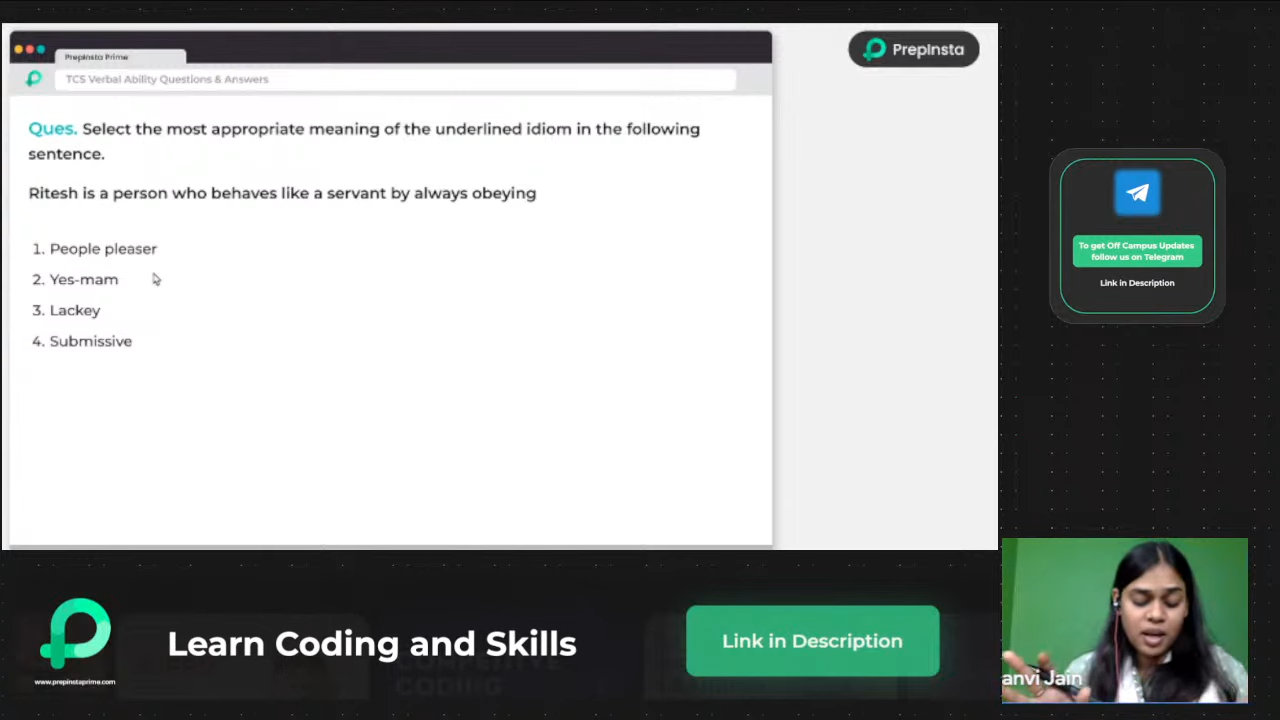 PrepInsta Prime
TCS Verbal Ability Questions & Answers
PrepInsta
Ques. Select the most appropriate meaning of the underlined idiom in the following
sentence.
Ritesh is a person who behaves like a servant by always obeying
1. People pleaser
2. Yes-mam
3. Lackey
4. Submissive
To get Off Campus Updates
follow us on Telegram
Link in Description
Learn Coding and Skills
Link in Description
www.prepinstaprime.com
COMPETITIVE
CODING
anvi Jain